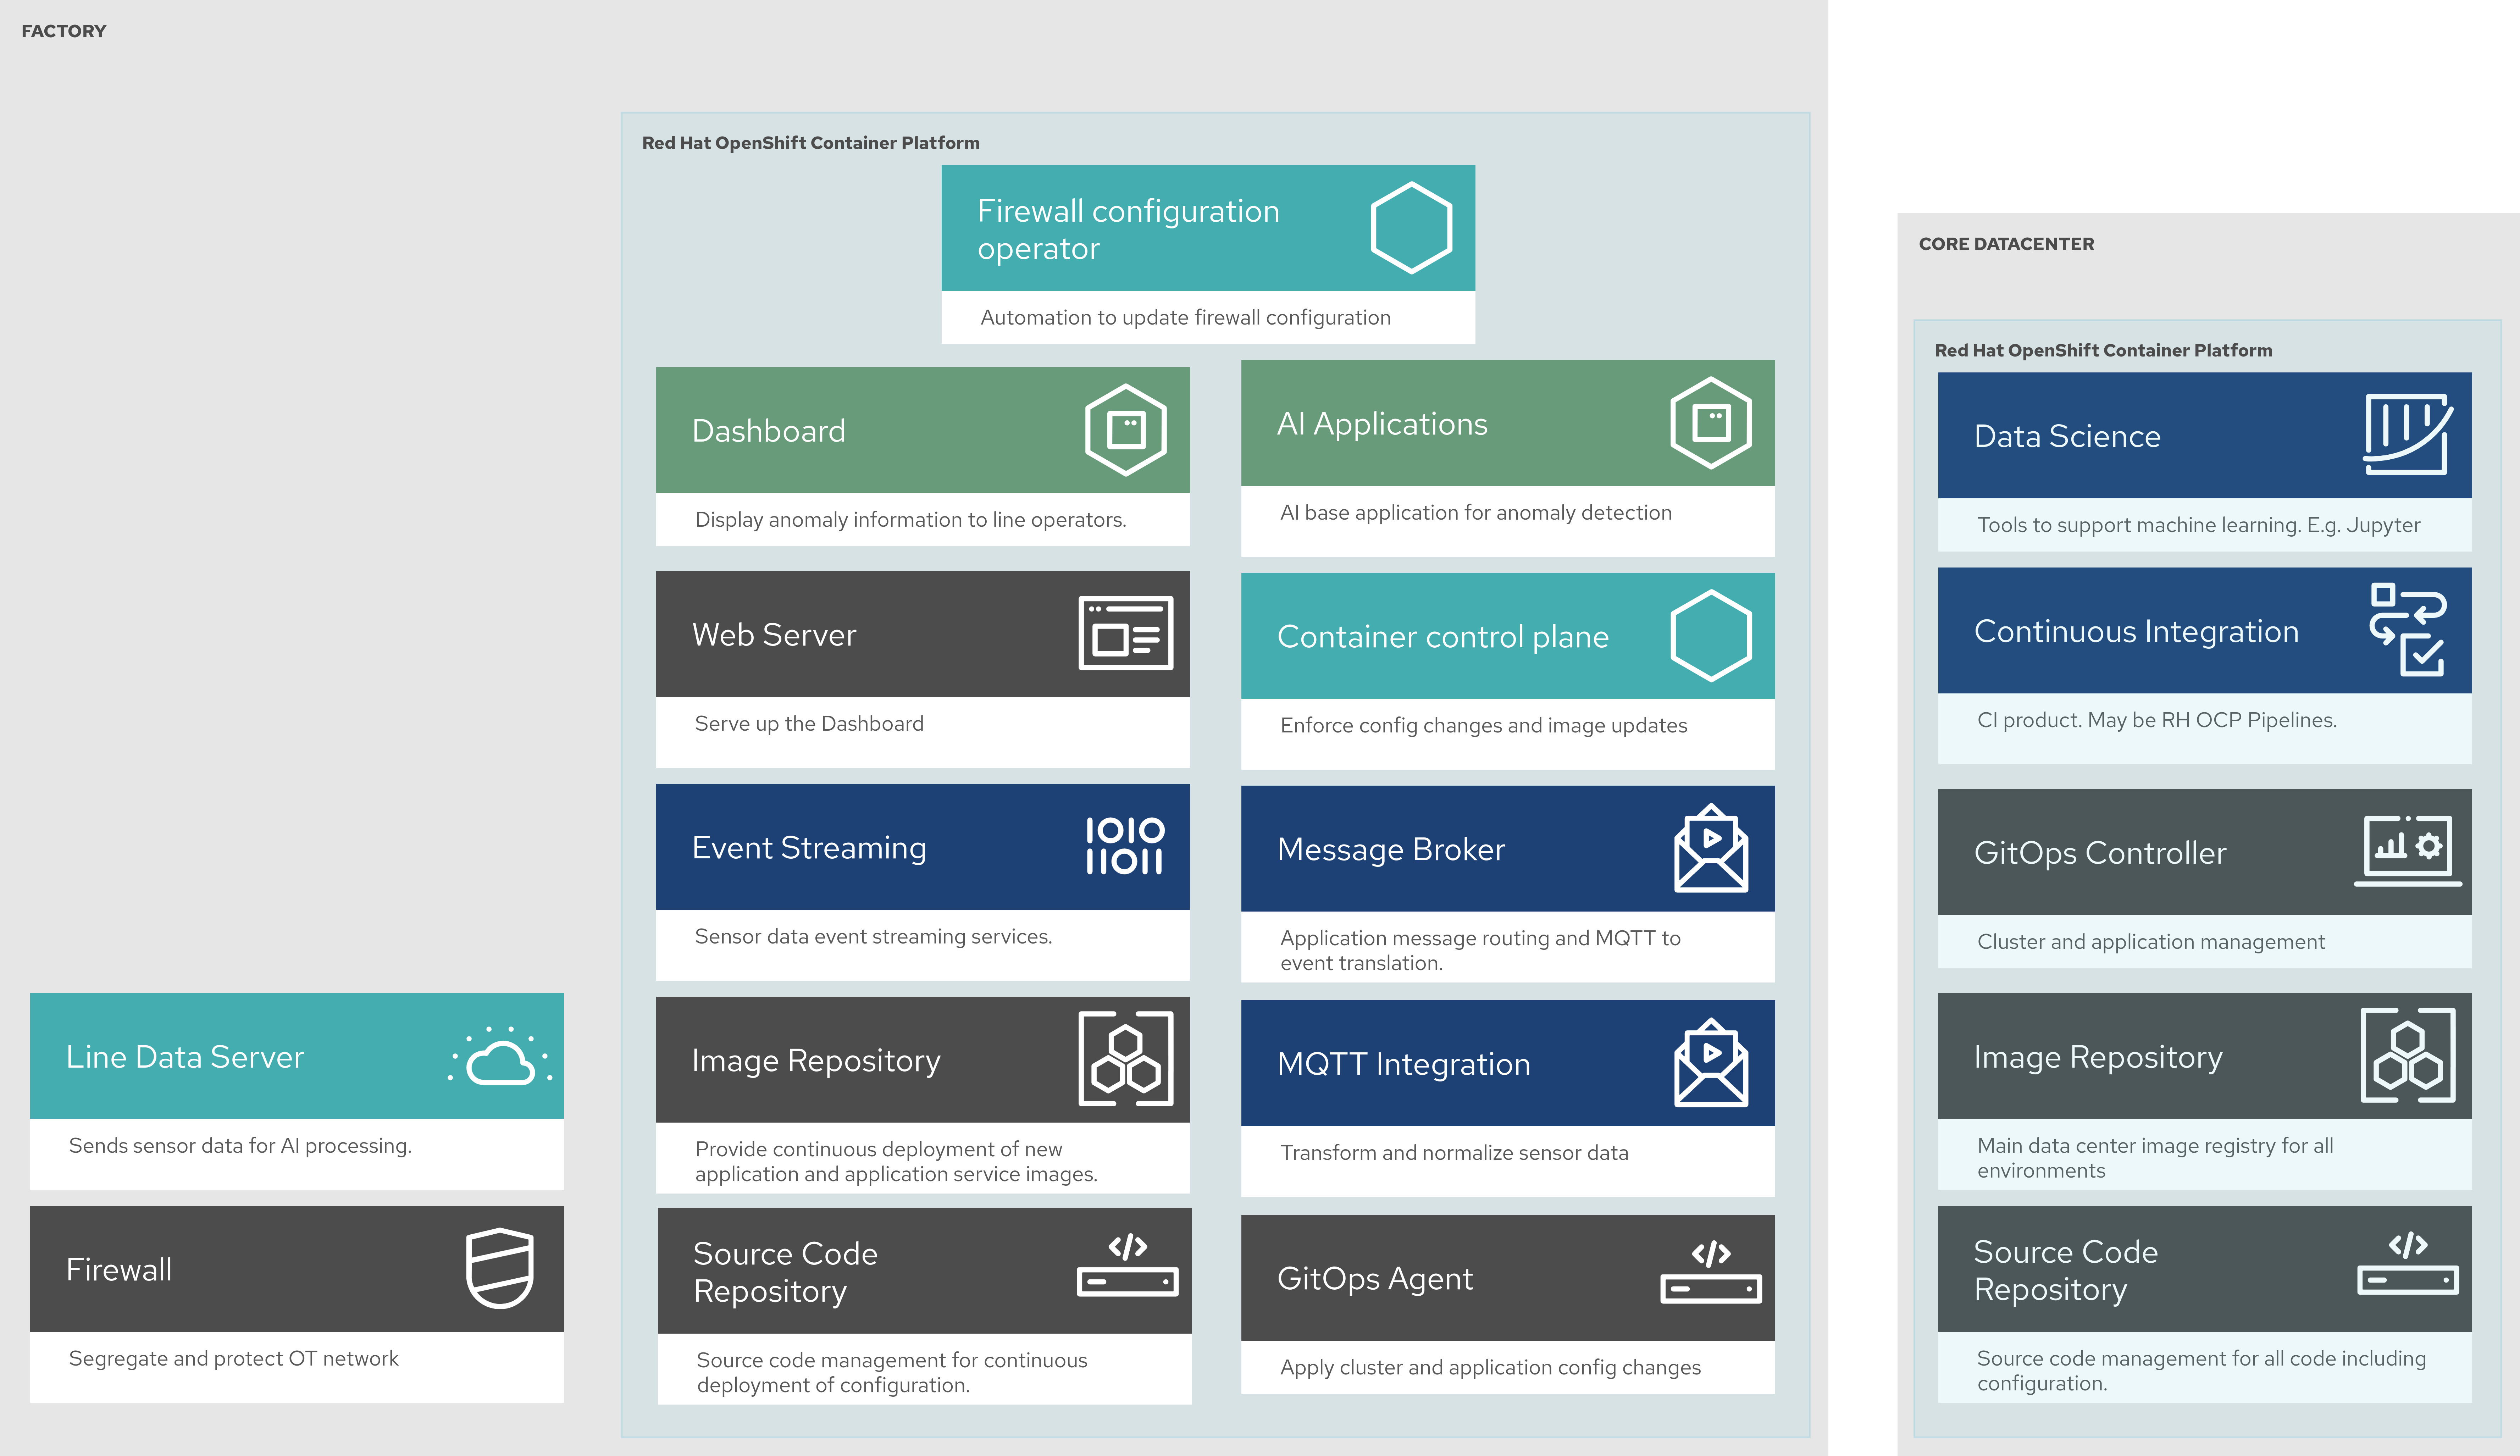 FACTORY
Red Hat OpenShift Container Platform
Firewall configuration
operator
Automation to update firewall configuration
Dashboard
Display anomaly information to line operators.
AI Applications
AI base application for anomaly detection
Web Server
Serve up the Dashboard
Container control plane
Enforce config changes and image updates
Event Streaming
1010
11011
Sensor data event streaming services.
Message Broker
Application message routing and MQTT to
event translation.
Image Repository
Provide continuous deployment of new
application and application service images.
MQTT Integration
Transform and normalize sensor data
Source Code
Repository
</>
Source code management for continuous
deployment of configuration.
GitOps Agent
</>
Apply cluster and application config changes
Line Data Server
Sends sensor data for AI processing.
Firewall
Segregate and protect OT network
CORE DATACENTER
Red Hat OpenShift Container Platform
Data Science
Tools to support machine learning. E.g. Jupyter
Continuous Integration
CI product. May be RH OCP Pipelines.
GitOps Controller
Cluster and application management
Image Repository
Main data center image registry for all
environments
Source Code
Repository
</>
Source code management for all code including
configuration.